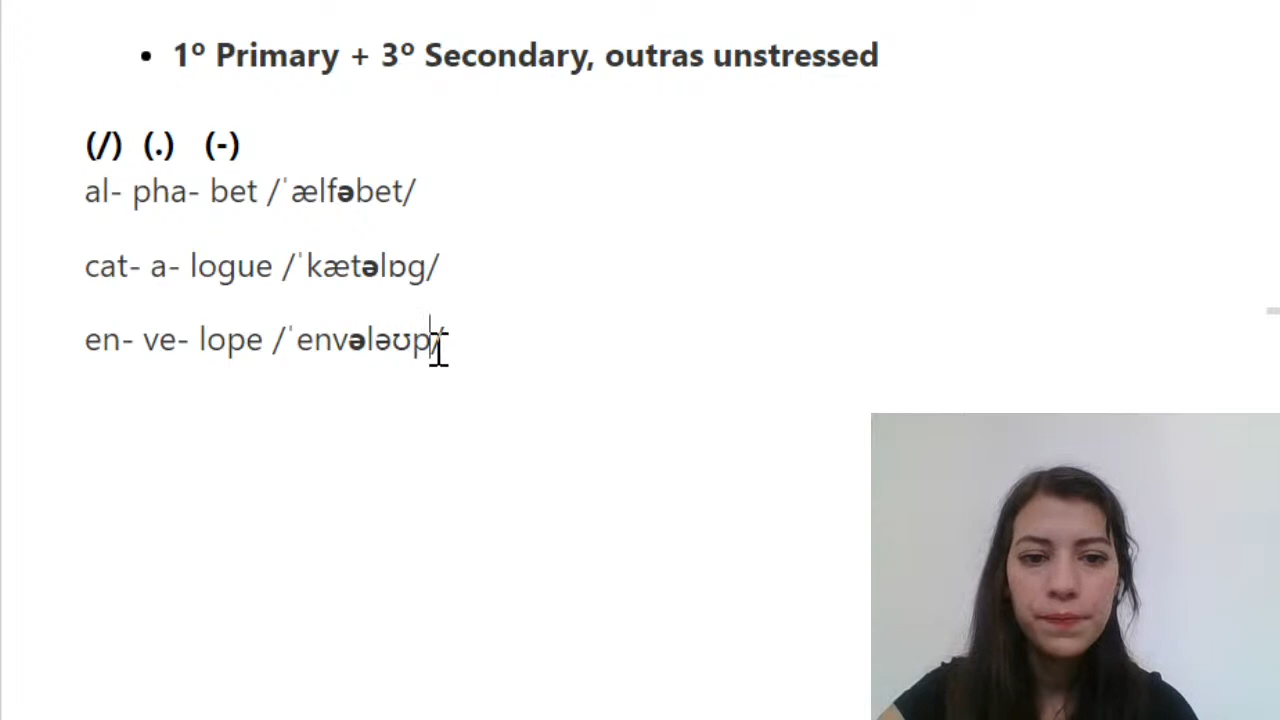 • 1º Primary + 3º Secondary, outras unstressed
(/) (.) (-)
al- pha- bet /ˈælfəbet/
cat- a- logue /ˈkætəlɒg/
en- ve- lope /ˈenvələʊp/